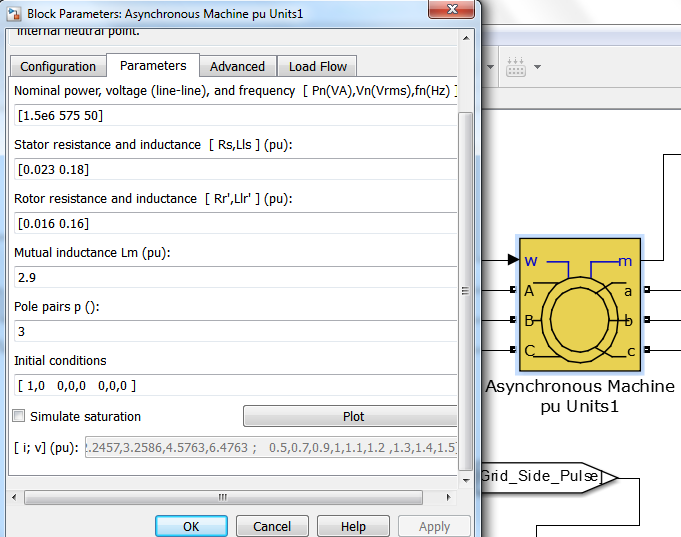 Block Parameters: Asynchronous Machine pu Units1
internal neutral point.
Configuration Parameters Advanced Load Flow
Nominal power, voltage (line-line), and frequency [ Pn(VA),Vn(Vrms),fn(Hz) ]
[1.5e6 575 50]
Stator resistance and inductance [ Rs,Lls ] (pu):
[0.023 0.18]
Rotor resistance and inductance [ Rr',Llr' ] (pu):
[0.016 0.16]
Mutual inductance Lm (pu):
2.9
Pole pairs p ():
3
Initial conditions
[ 1,0 0,0,0 0,0,0 ]
Simulate saturation Plot
[ i; v] (pu): .2457,3.2586,4.5763,6.4763 ; 0.5,0.7,0.9,1,1.1,1.2 ,1.3,1.4,1.5]
OK Cancel Help Apply
w m
A a
B b
C c
Asynchronous Machine
pu Units1
Grid_Side_Pulse]